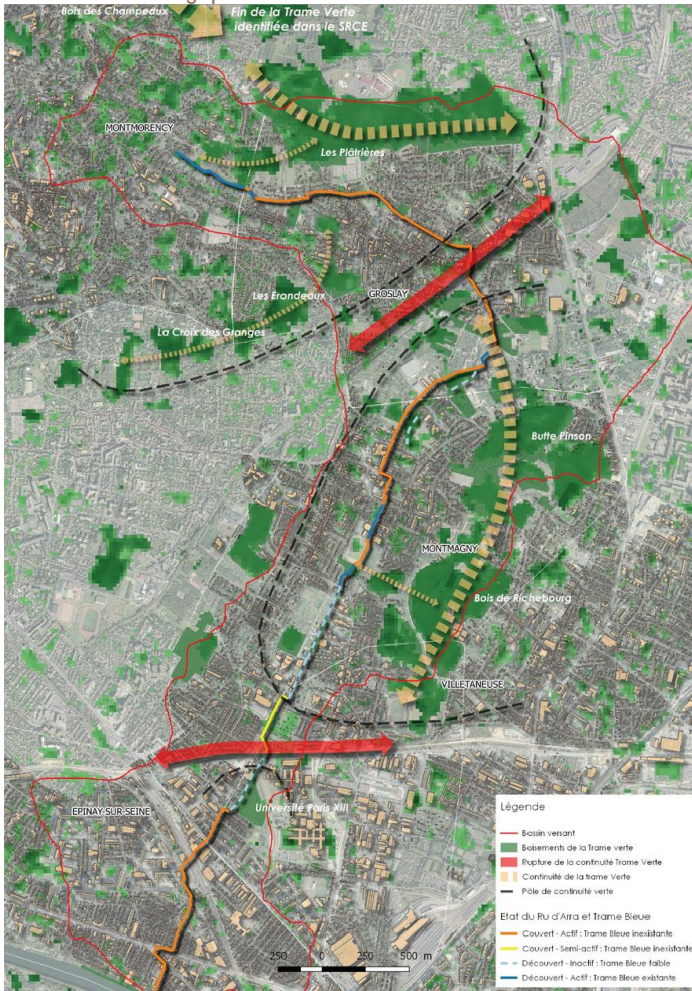 Bois des Champeaux
Fin de la Trame Verte
identifiée dans le SRCE
MONTMORENCY
Les Plâtrières
Les Erondeaux
GROSLAY
La Croix des Granges
Butte Pinson
MONTMAGNY
Bois de Richebourg
VILLETANEUSE
EPINAY-SUR-SEINE
Université Paris XIII
Légende
Bassin versant
Boisements de la Trame verte
Rupture de la continuité Trame Verte
Continuité de la trame Verte
Pôle de continuité verte
Etat du Ru d'Arra et Trame Bleue
Couvert - Actif : Trame Bleue inexistante
Couvert - Semi-actif : Trame Bleue inexistante
Découvert - Inactif : Trame Bleue faible
Découvert - Actif : Trame Bleue existante
250 0 250 500 m